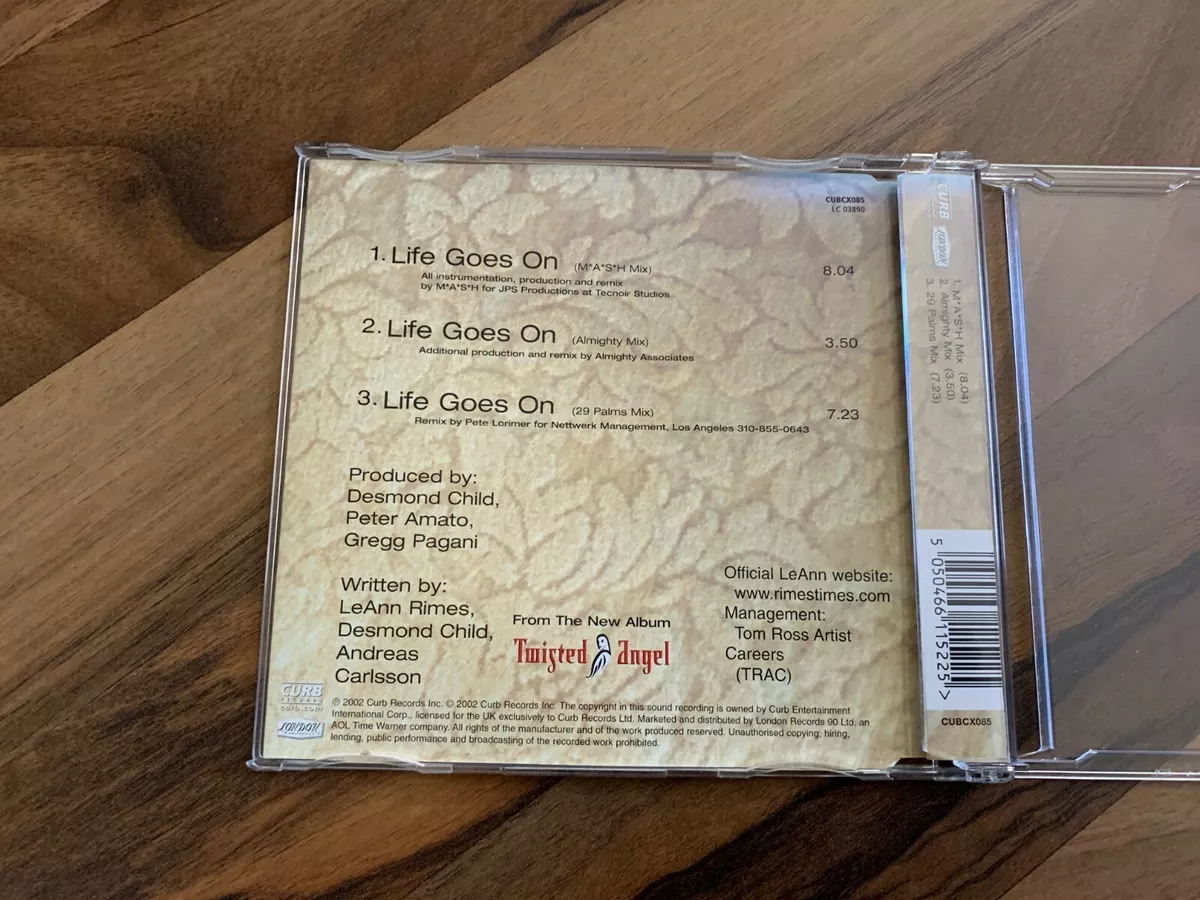 CUBCX085
LC 03890
1. Life Goes On (M*A*S*H Mix) 8.04
All instrumentation, production and remix
by M*A*S*H for JPS Productions at Tecnoir Studios
2. Life Goes On (Almighty Mix) 3.50
Additional production and remix by Almighty Associates
3. Life Goes On (29 Palms Mix) 7.23
Remix by Pete Lorimer for Nettwerk Management, Los Angeles 310-855-0643
Produced by:
Desmond Child,
Peter Amato,
Gregg Pagani
Written by:
LeAnn Rimes,
Desmond Child,
Andreas
Carlsson
From The New Album
Twisted Angel
Official LeAnn website:
www.rimestimes.com
Management:
Tom Ross Artist
Careers
(TRAC)
CURB
RECORDS
curb.com
LONDON
℗ 2002 Curb Records Inc. © 2002 Curb Records Inc. The copyright in this sound recording is owned by Curb Entertainment
International Corp., licensed for the UK exclusively to Curb Records Ltd. Marketed and distributed by London Records 90 Ltd, an
AOL Time Warner company. All rights of the manufacturer and of the work produced reserved. Unauthorised copying, hiring,
lending, public performance and broadcasting of the recorded work prohibited.
CURB
LONDON
1. M*A*S*H Mix (8.04)
2. Almighty Mix (3.50)
3. 29 Palms Mix (7.23)
5 050466 115225 >
CUBCX085